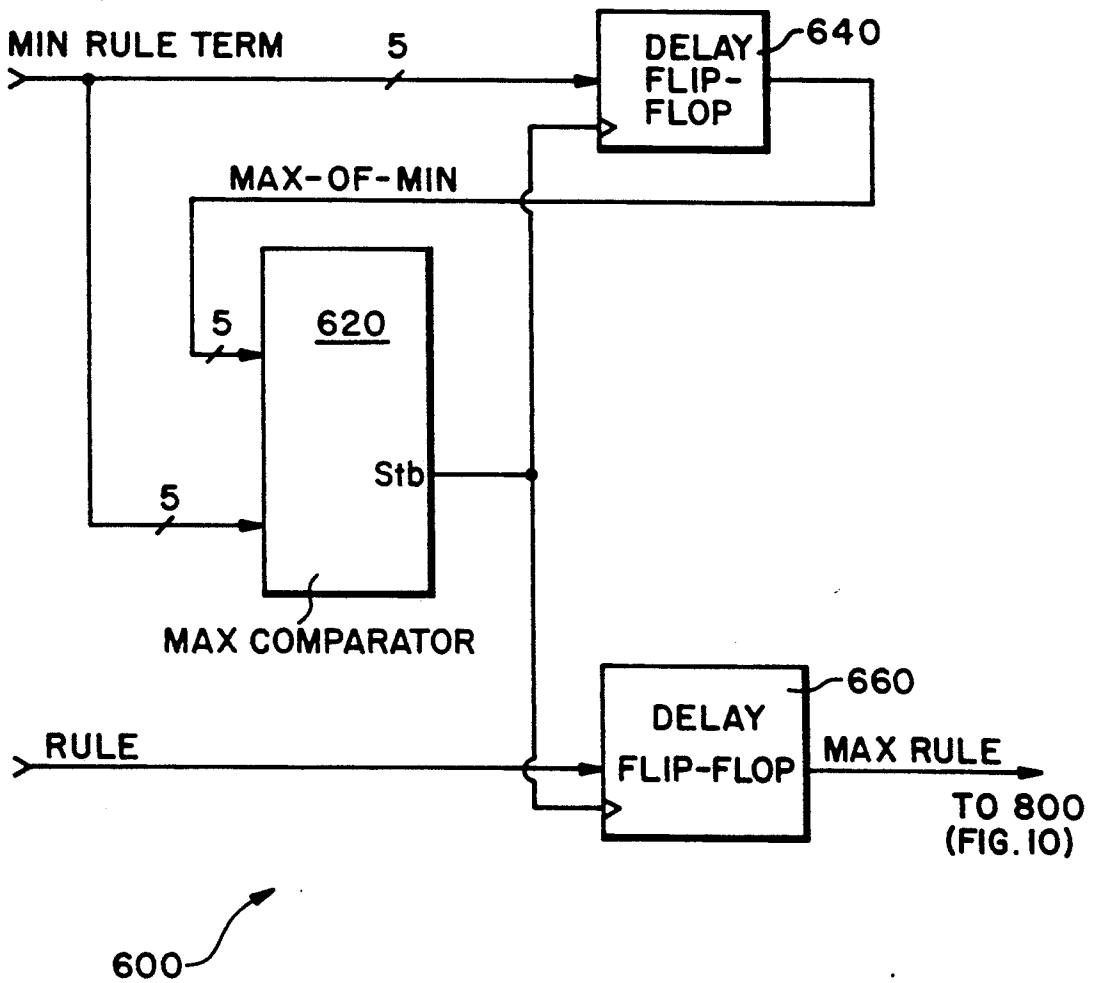 MIN RULE TERM
5
DELAY
FLIP-
FLOP
640
MAX-OF-MIN
5
620
Stb
5
MAX COMPARATOR
660
DELAY
FLIP-FLOP
RULE
MAX RULE
TO 800
(FIG.10)
600